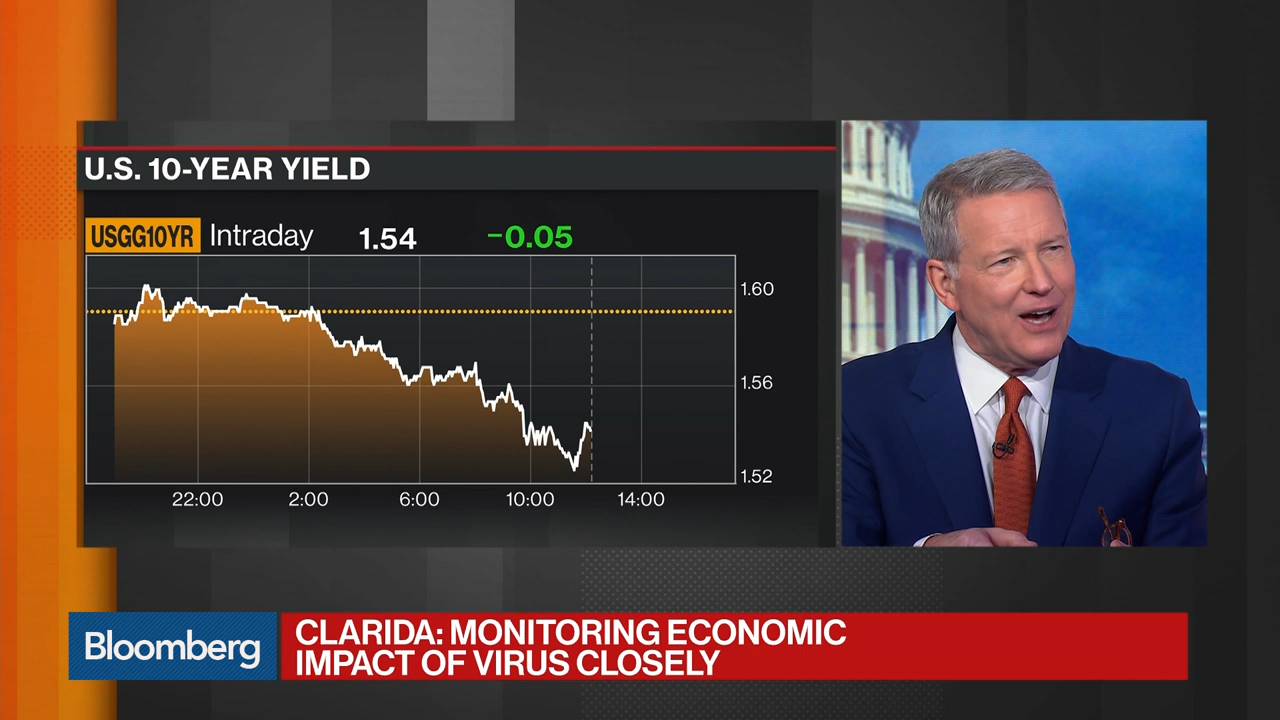 U.S. 10-YEAR YIELD
USGG10YR Intraday 1.54 -0.05
1.60
1.56
1.52
22:00 2:00 6:00 10:00 14:00
Bloomberg
CLARIDA: MONITORING ECONOMIC
IMPACT OF VIRUS CLOSELY